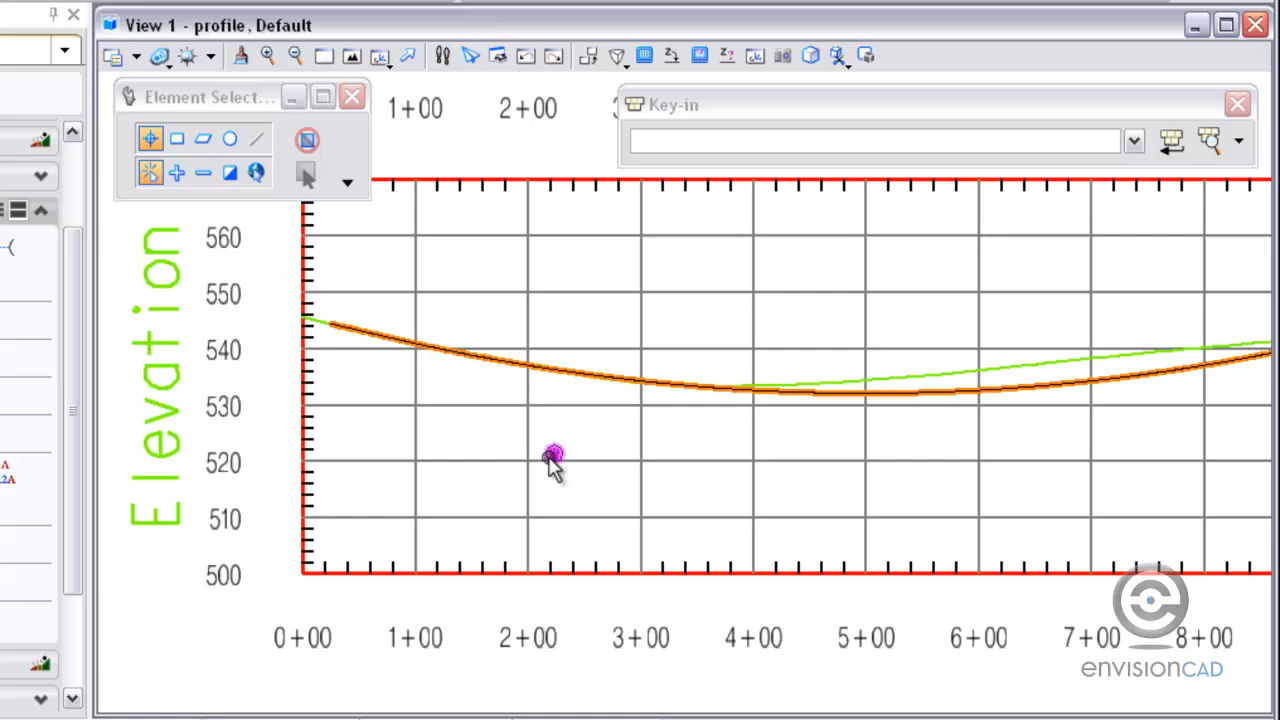 View 1 - profile, Default
Element Selec...
Key-in
1+00 2+00
Elevation
560
550
540
530
520
510
500
0+00 1+00 2+00 3+00 4+00 5+00 6+00 7+00 8+00
A
2A
envisionCAD